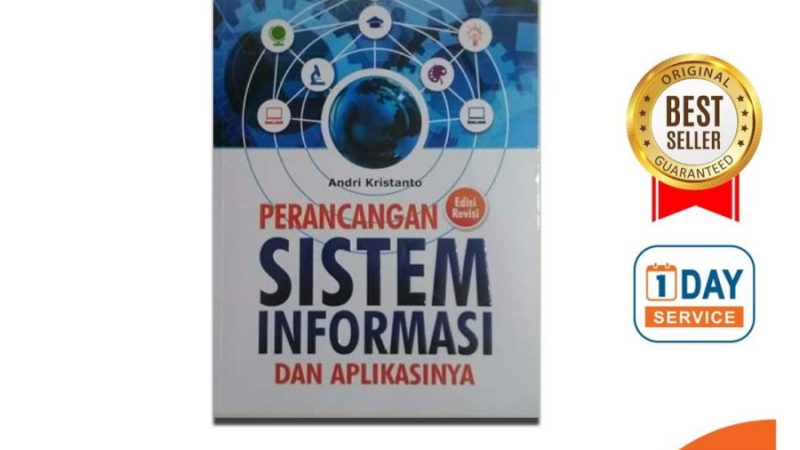 Andri Kristanto
PERANCANGAN
Edisi
Revisi
SISTEM
INFORMASI
DAN APLIKASINYA
ORIGINAL
BEST
SELLER
GUARANTEED
1 DAY
SERVICE